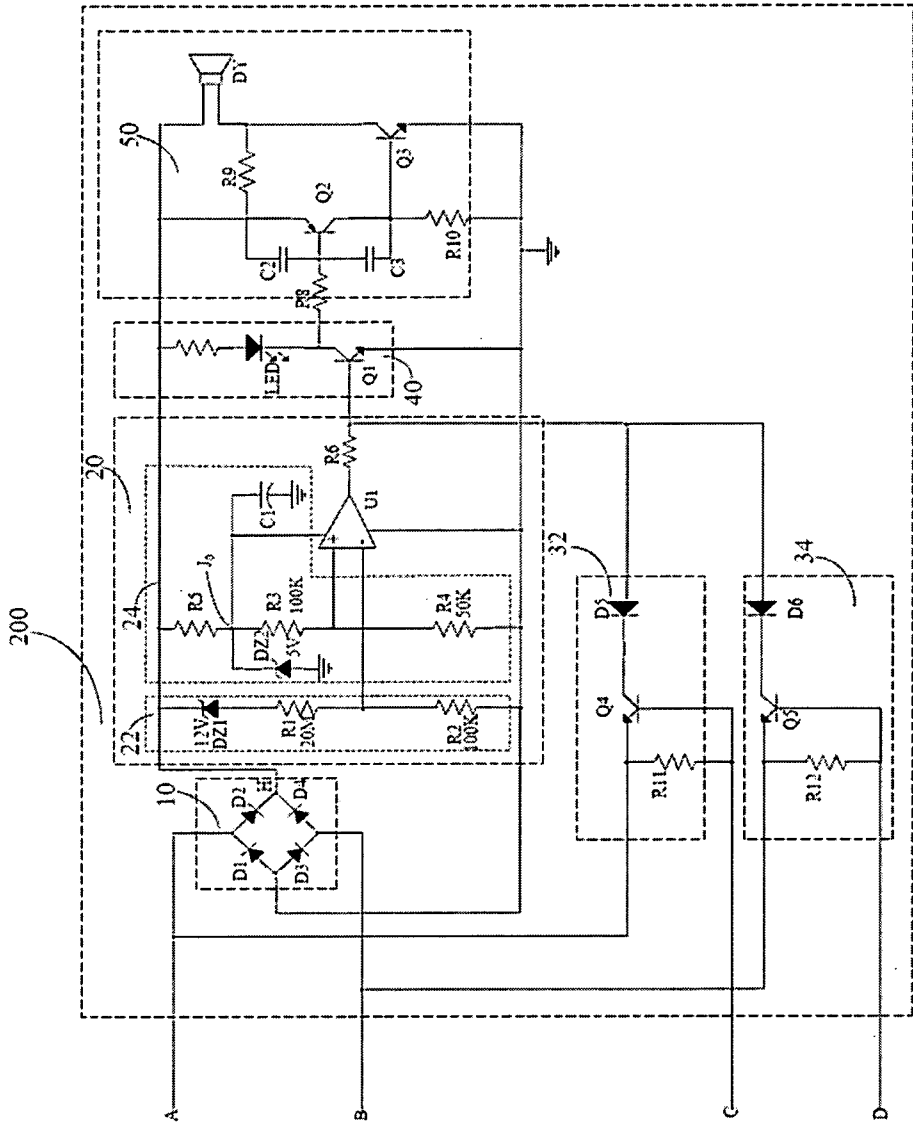 200
10
H
D1
D2
D3
D4
22
12V
DZ1
R1
20M
R2
100K
20
24
R5
J₀
DZ2
5V
R3
100K
R4
50K
C1
U1
+
-
R6
40
LED
Q1
50
DY
R9
C2
C3
Q2
R8
Q3
R10
32
D5
Q4
R11
34
D6
Q5
R12
A
B
C
D